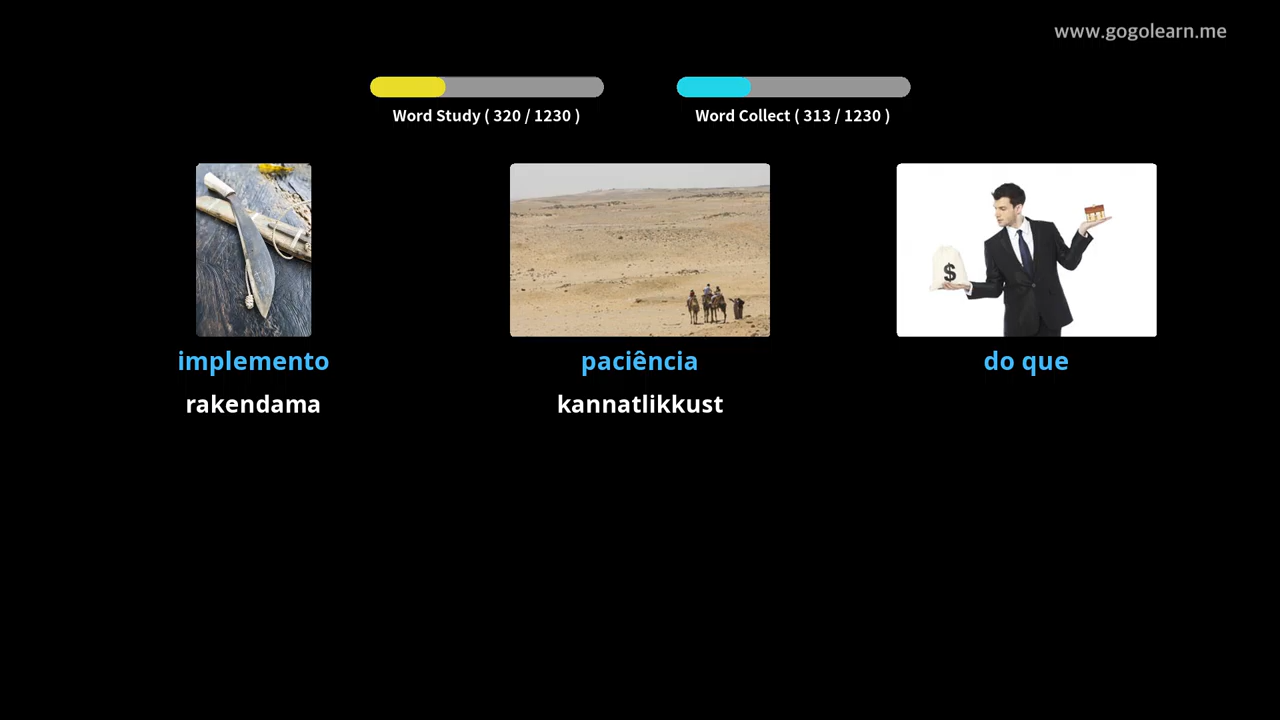 www.gogolearn.me
Word Study ( 320 / 1230 )
Word Collect ( 313 / 1230 )
$
implemento
paciência
do que
rakendama
kannatlikkust